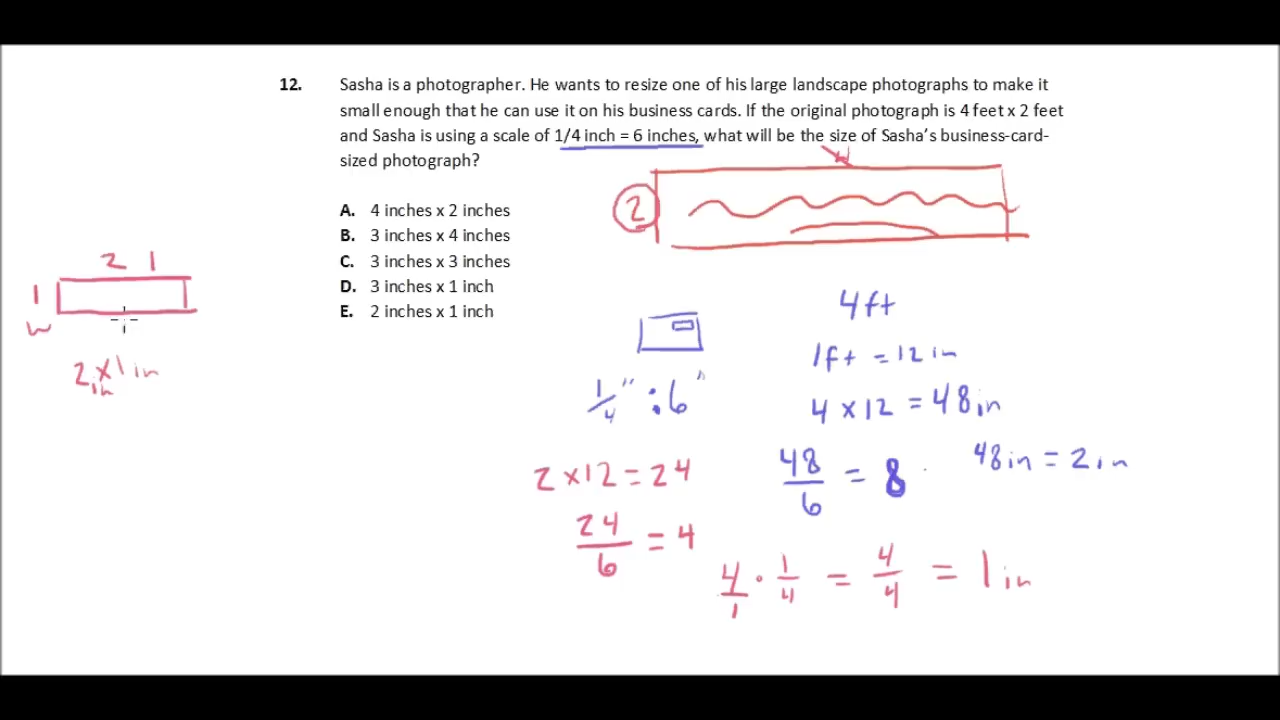 12. Sasha is a photographer. He wants to resize one of his large landscape photographs to make it
small enough that he can use it on his business cards. If the original photograph is 4 feet x 2 feet
and Sasha is using a scale of 1/4 inch = 6 inches, what will be the size of Sasha's business-card-
sized photograph?
A. 4 inches x 2 inches
B. 3 inches x 4 inches
C. 3 inches x 3 inches
D. 3 inches x 1 inch
E. 2 inches x 1 inch
2
2 1
1
W
2 in x 1 in
1/4" : 6"
4 ft
1 ft = 12 in
4 x 12 = 48 in
48/6 = 8
48 in = 2 in
2 x 12 = 24
24/6 = 4
4/1 · 1/4 = 4/4 = 1 in